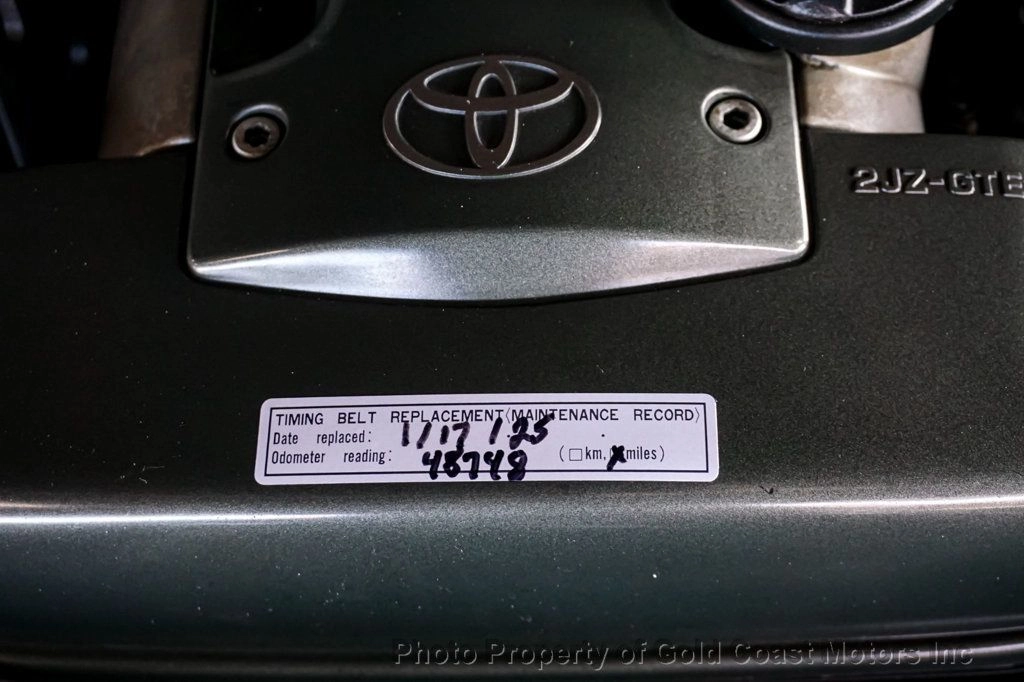 2JZ-GTE
TIMING BELT REPLACEMENT〈MAINTENANCE RECORD〉
Date replaced: 1/17/25
Odometer reading: 48748 (□km, xmiles)
Photo Property of Gold Coast Motors Inc